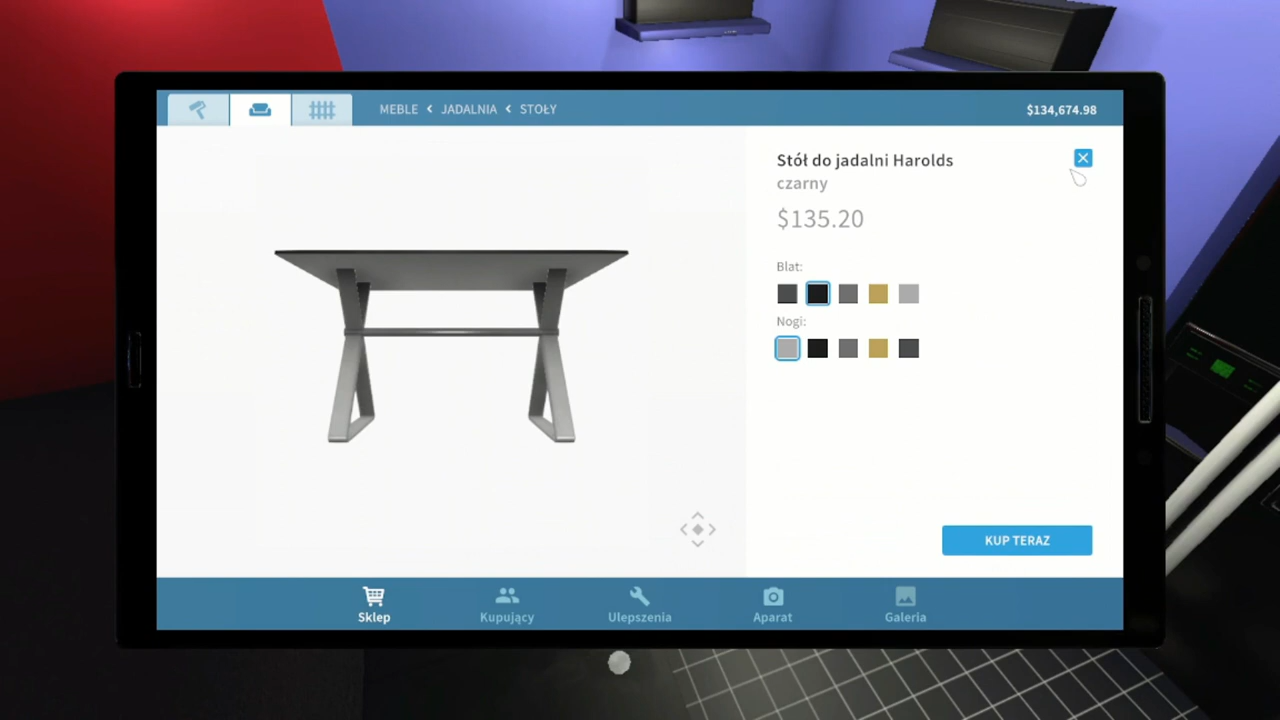 MEBLE < JADALNIA < STOŁY
$134,674.98
Stół do jadalni Harolds
czarny
$135.20
Blat:
Nogi:
KUP TERAZ
Sklep
Kupujący
Ulepszenia
Aparat
Galeria